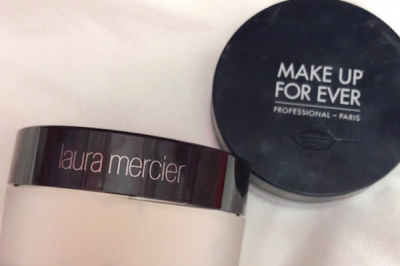 MAKE UP
FOR EVER
PROFESSIONAL – PARIS
laura mercier